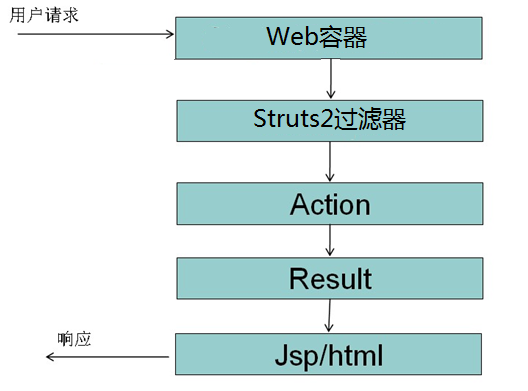 用户请求
Web容器
Struts2过滤器
Action
Result
Jsp/html
响应